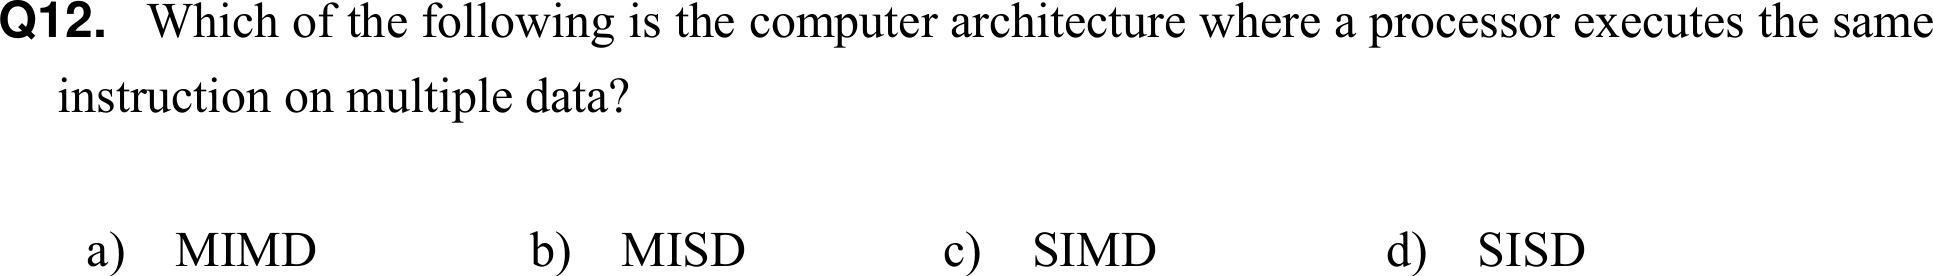 Q12. Which of the following is the computer architecture where a processor executes the same
instruction on multiple data?
a) MIMD b) MISD c) SIMD d) SISD